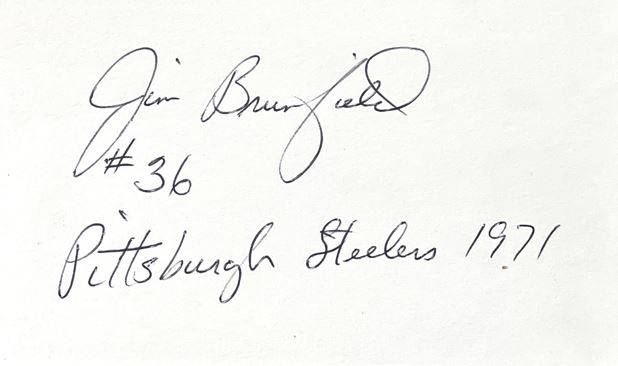 Jim Brumfield
#36
Pittsburgh Steelers 1971